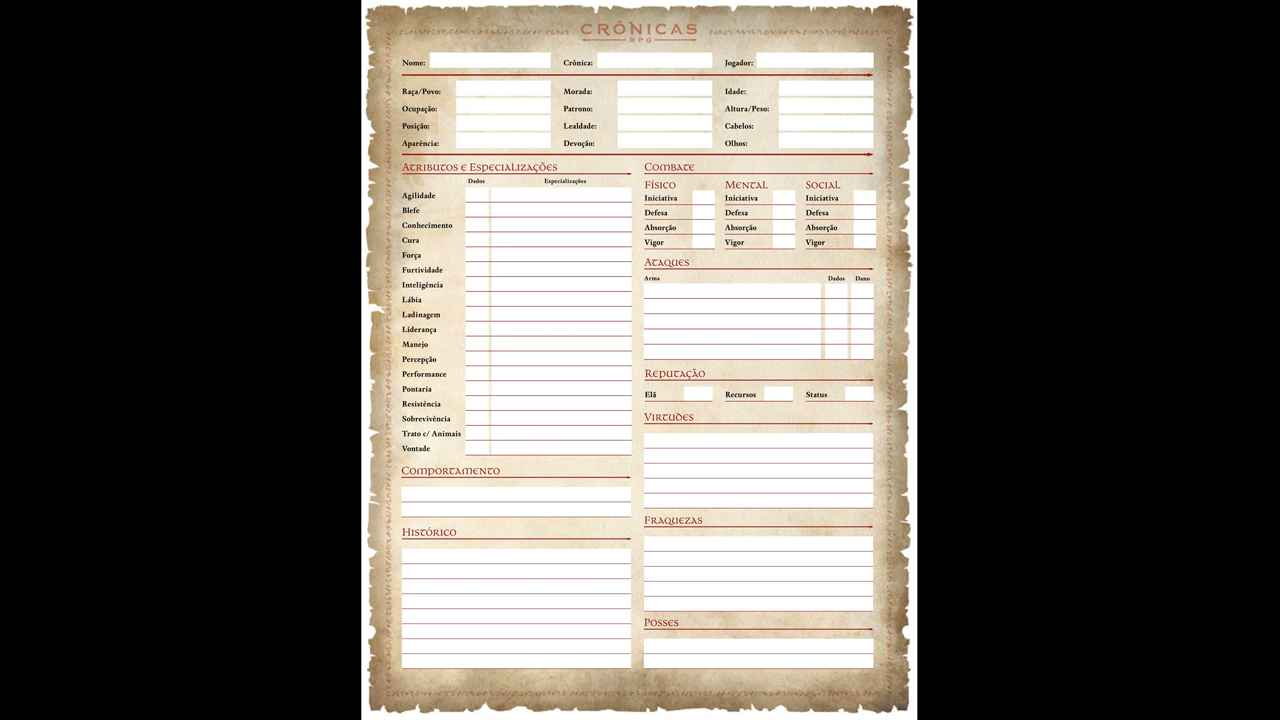 CRÔNICAS
RPG
Nome: Crônica: Jogador:
Raça/Povo: Morada: Idade:
Ocupação: Patrono: Altura/Peso:
Posição: Lealdade: Cabelos:
Aparência: Devoção: Olhos:
Atributos e Especializações
Dados Especializações
Agilidade
Blefe
Conhecimento
Cura
Força
Furtividade
Inteligência
Lábia
Ladinagem
Liderança
Manejo
Percepção
Performance
Pontaria
Resistência
Sobrevivência
Trato c/ Animais
Vontade
Comportamento
Histórico
Combate
FÍSICO MENTAL SOCIAL
Iniciativa Iniciativa Iniciativa
Defesa Defesa Defesa
Absorção Absorção Absorção
Vigor Vigor Vigor
Ataques
Arma Dados Dano
Reputação
Elã Recursos Status
Virtudes
Fraquezas
Posses